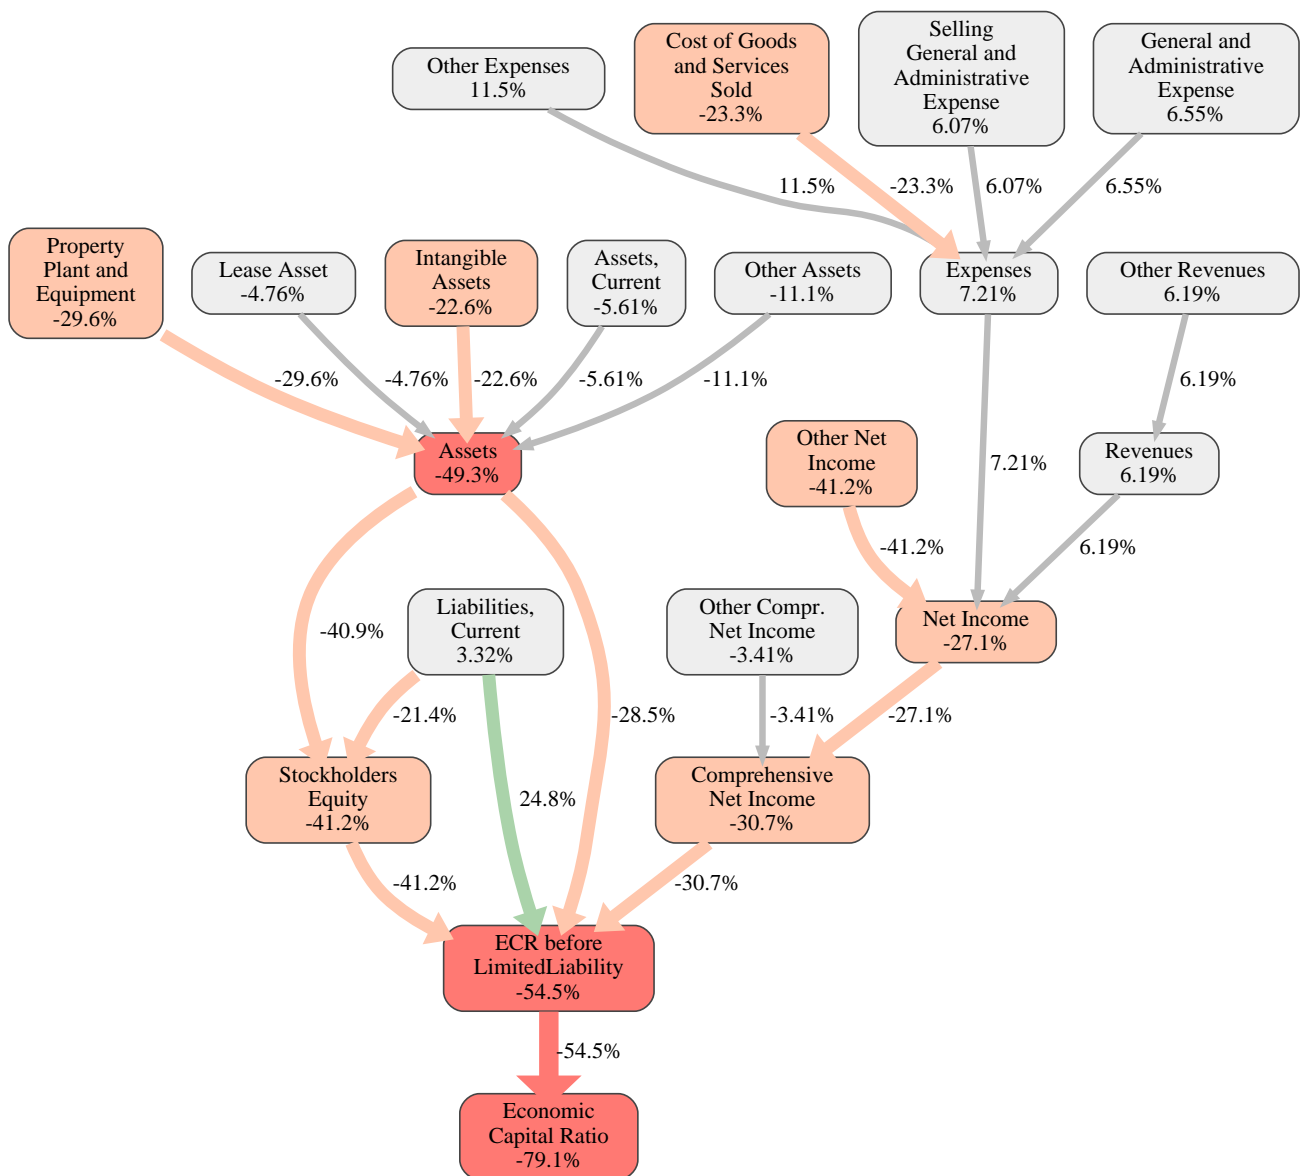 Other Expenses
11.5%
Cost of Goods
and Services
Sold
-23.3%
Selling
General and
Administrative
Expense
6.07%
General and
Administrative
Expense
6.55%
11.5%
-23.3%
6.07%
6.55%
Property
Plant and
Equipment
-29.6%
Lease Asset
-4.76%
Intangible
Assets
-22.6%
Assets,
Current
-5.61%
Other Assets
-11.1%
Expenses
7.21%
Other Revenues
6.19%
-29.6%
-4.76%
-22.6%
-5.61%
-11.1%
6.19%
Assets
-49.3%
Other Net
Income
-41.2%
7.21%
Revenues
6.19%
-41.2%
6.19%
-40.9%
Liabilities,
Current
3.32%
Other Compr.
Net Income
-3.41%
Net Income
-27.1%
-21.4%
-28.5%
-3.41%
-27.1%
Stockholders
Equity
-41.2%
24.8%
Comprehensive
Net Income
-30.7%
-41.2%
-30.7%
ECR before
LimitedLiability
-54.5%
-54.5%
Economic
Capital Ratio
-79.1%